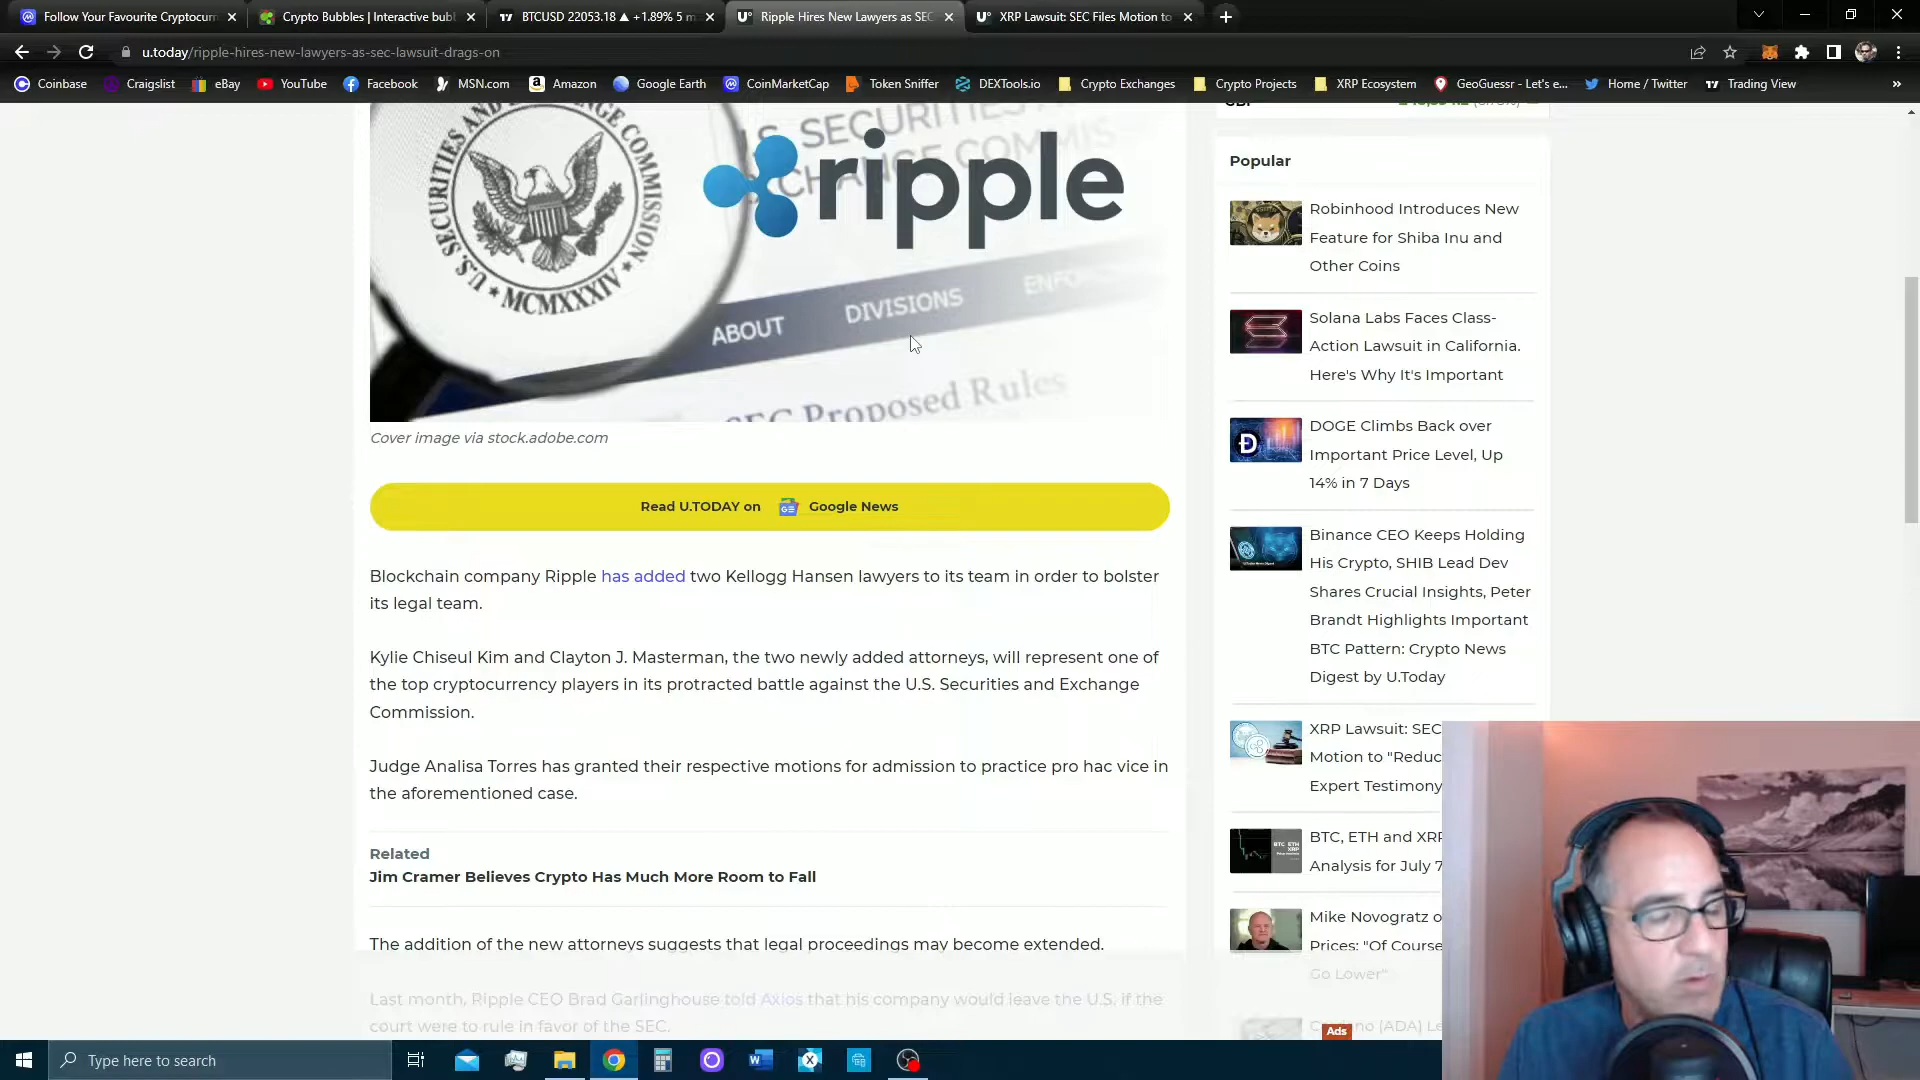 Follow Your Favourite Cryptocurr
Crypto Bubbles | Interactive bubb
BTCUSD 22053.18 ▲ +1.89% 5 m
Ripple Hires New Lawyers as SEC
XRP Lawsuit: SEC Files Motion to
u.today/ripple-hires-new-lawyers-as-sec-lawsuit-drags-on
Coinbase
Craigslist
eBay
YouTube
Facebook
MSN.com
Amazon
Google Earth
CoinMarketCap
Token Sniffer
DEXTools.io
Crypto Exchanges
Crypto Projects
XRP Ecosystem
GeoGuessr - Let's e...
Home / Twitter
Trading View
»
U.S. SECURITIES AND EXCHANGE COMMISSION
MCMXXXIV
U.S. SECURITIES
EXCHANGE COMM
ripple
ABOUT
DIVISIONS
SEC Proposed Rules
Cover image via stock.adobe.com
Read U.TODAY on Google News
Blockchain company Ripple has added two Kellogg Hansen lawyers to its team in order to bolster
its legal team.
Kylie Chiseul Kim and Clayton J. Masterman, the two newly added attorneys, will represent one of
the top cryptocurrency players in its protracted battle against the U.S. Securities and Exchange
Commission.
Judge Analisa Torres has granted their respective motions for admission to practice pro hac vice in
the aforementioned case.
Related
Jim Cramer Believes Crypto Has Much More Room to Fall
The addition of the new attorneys suggests that legal proceedings may become extended.
Last month, Ripple CEO Brad Garlinghouse told Axios that his company would leave the U.S. if the
court were to rule in favor of the SEC.
Popular
Robinhood Introduces New
Feature for Shiba Inu and
Other Coins
Solana Labs Faces Class-
Action Lawsuit in California.
Here's Why It's Important
DOGE Climbs Back over
Important Price Level, Up
14% in 7 Days
Binance CEO Keeps Holding
His Crypto, SHIB Lead Dev
Shares Crucial Insights, Peter
Brandt Highlights Important
BTC Pattern: Crypto News
Digest by U.Today
XRP Lawsuit: SEC
Motion to "Reduc
Expert Testimony
BTC, ETH and XRP
Analysis for July 7
Mike Novogratz o
Prices: "Of Course
Go Lower"
Ads
Type here to search